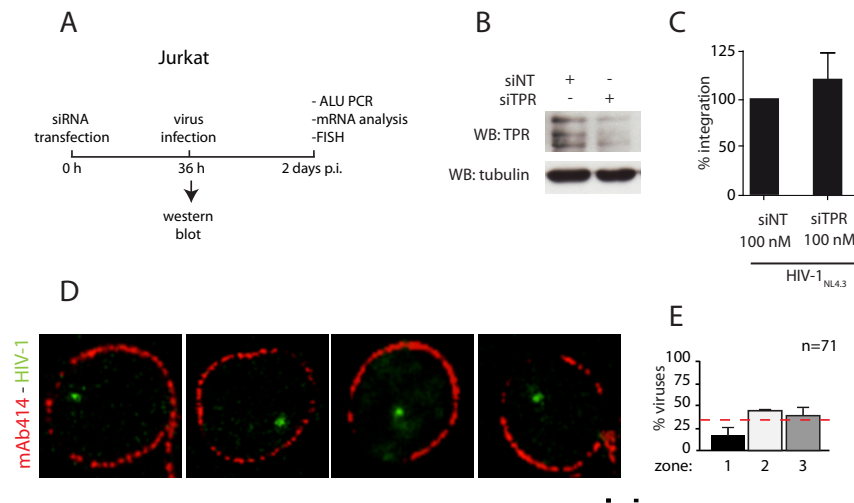 A
Jurkat
siRNA
transfection
virus
infection
- ALU PCR
- mRNA analysis
- FISH
0 h
36 h
2 days p.i.
western
blot
B
siNT + -
siTPR - +
WB: TPR
WB: tubulin
C
% integration
125
100
50
0
siNT
100 nM
siTPR
100 nM
HIV-1NL4.3
D
mAb414 - HIV-1
E
n=71
% viruses
100
75
50
25
0
zone: 1 2 3